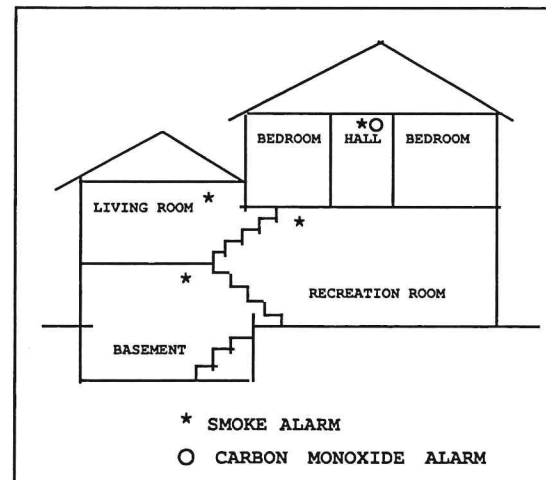 BEDROOM
* HALL
BEDROOM
LIVING ROOM *
*
*
RECREATION ROOM
BASEMENT
* SMOKE ALARM
O CARBON MONOXIDE ALARM